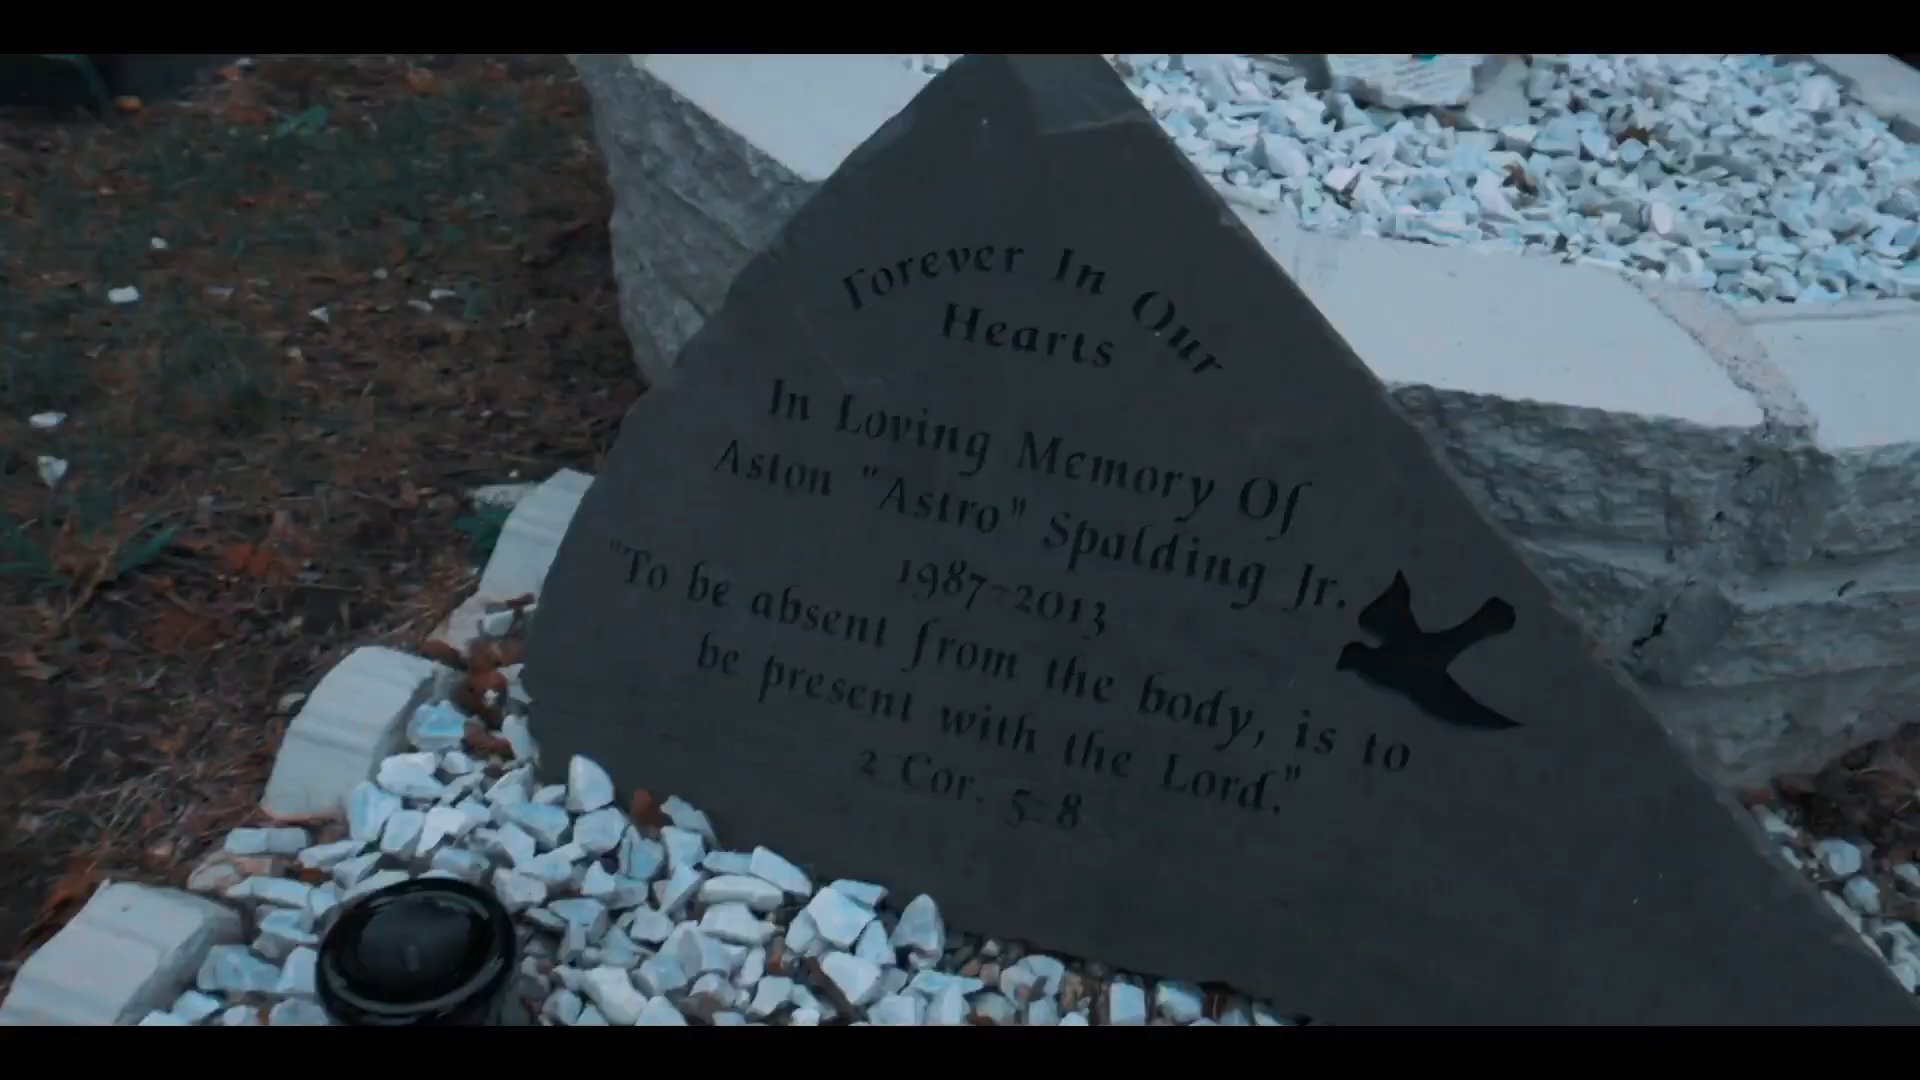 Forever In Our
Hearts
In Loving Memory Of
Aston "Astro" Spalding Jr.
1987-2013
"To be absent from the body, is to
be present with the Lord."
2 Cor. 5-8